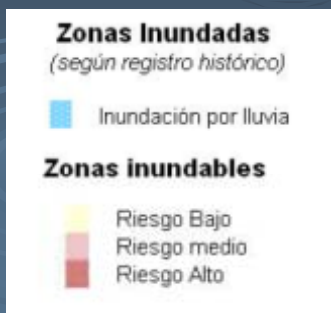 Zonas Inundadas
(según registro histórico)
Inundación por lluvia
Zonas inundables
Riesgo Bajo
Riesgo medio
Riesgo Alto